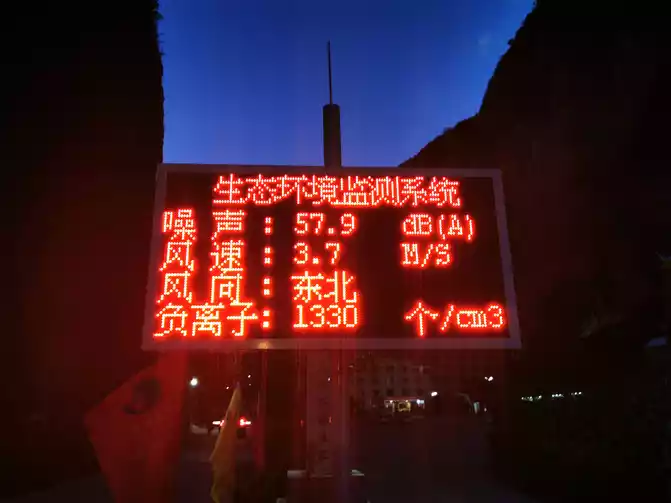 生态环境监测系统
噪声: 57.9 dB(A)
风速: 3.7 M/S
风向: 东北
负离子: 1330 个/cm3